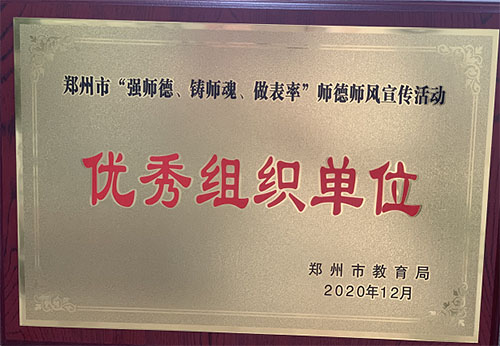 郑州市“强师德、铸师魂、做表率”师德师风宣传活动
优秀组织单位
郑州市教育局
2020年12月